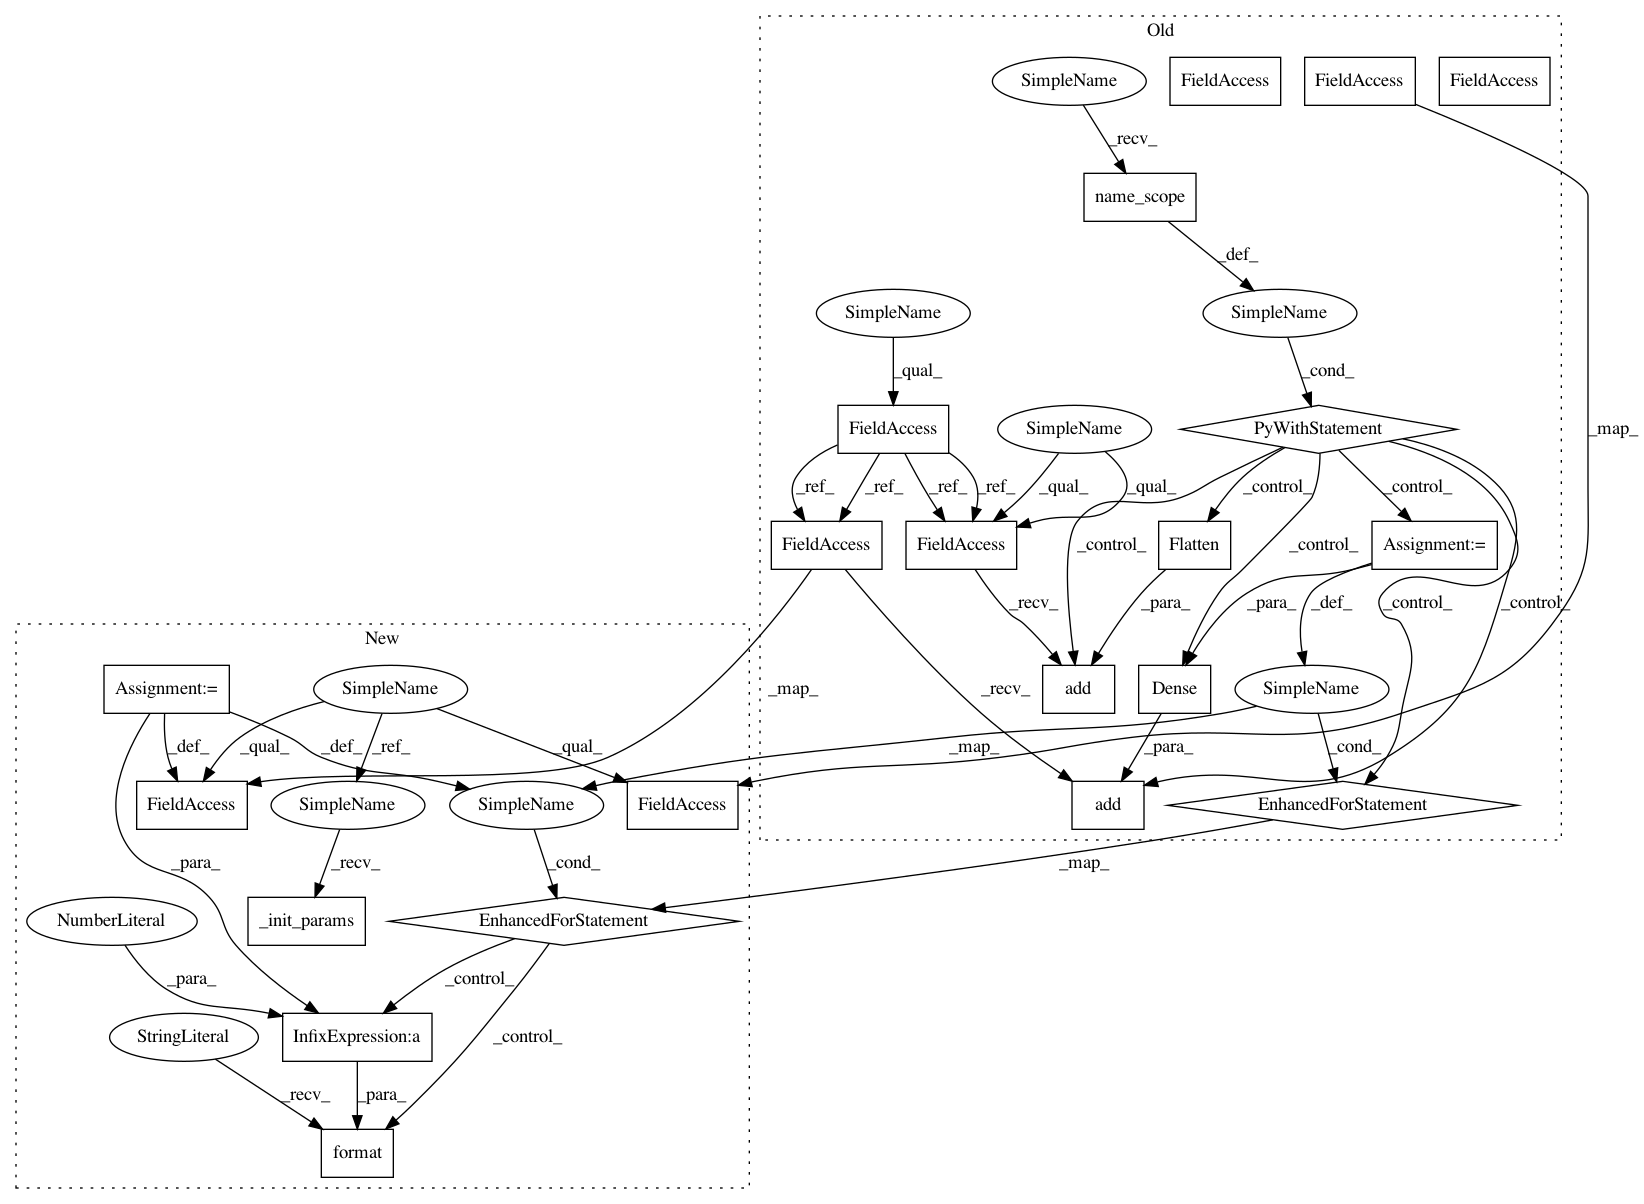 Old
SimpleName
FieldAccess
FieldAccess
FieldAccess
_recv_
name_scope
_def_
SimpleName
SimpleName
_qual_
_cond_
FieldAccess
SimpleName
PyWithStatement
_map_
_ref_
_ref_
_ref_
_ref_
_qual_
_qual_
_control_
_control_
FieldAccess
FieldAccess
_control_
Flatten
_control_
Assignment:=
_recv_
_para_
_para_
_def_
_control_
_control_
New
Assignment:=
SimpleName
_map_
_recv_
add
Dense
SimpleName
_def_
_qual_
_ref_
_def_
_qual_
_map_
_para_
_cond_
FieldAccess
SimpleName
SimpleName
FieldAccess
add
EnhancedForStatement
_para_
_recv_
_cond_
_map_
NumberLiteral
_init_params
EnhancedForStatement
_para_
_control_
StringLiteral
InfixExpression:a
_control_
_recv_
_para_
format